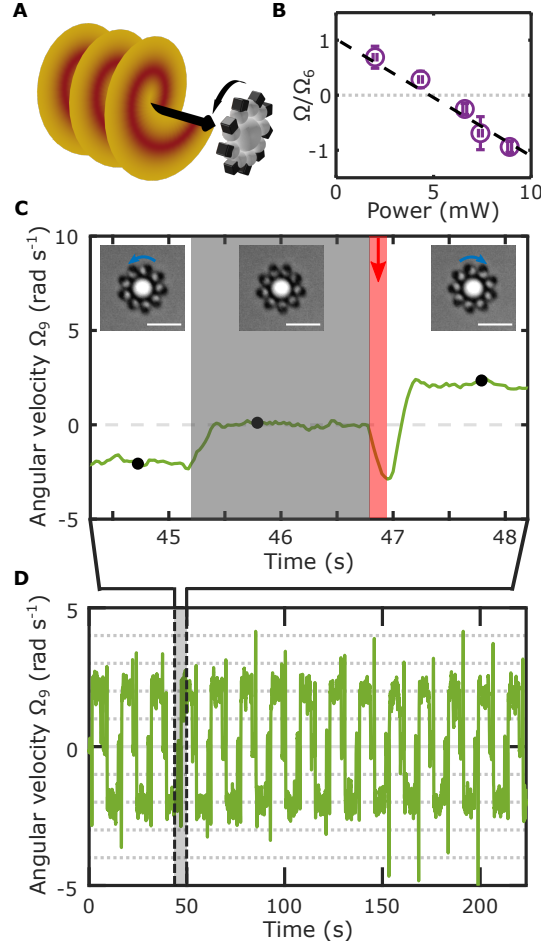 A
B
Ω/Ω6
1
0
-1
0
5
10
Power (mW)
C
Angular velocity Ω9 (rad s-1)
10
5
0
-5
45
46
47
48
Time (s)
D
Angular velocity Ω9 (rad s-1)
5
0
-5
0
50
100
150
200
Time (s)